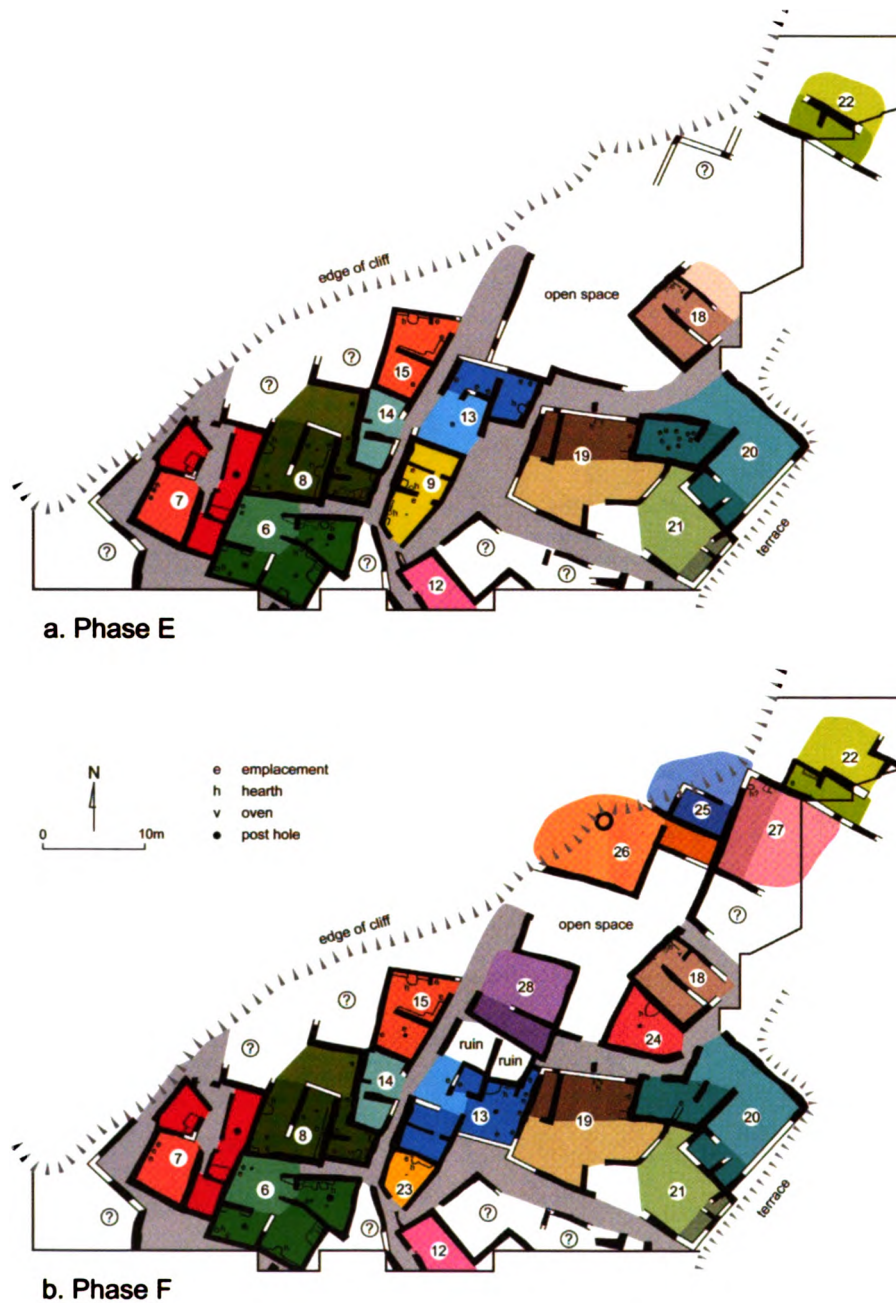 22
?
edge of cliff
open space
18
?
?
15
14
13
20
19
8
9
7
6
21
?
?
?
?
12
terrace
a. Phase E
N
0 10m
e emplacement
h hearth
v oven
● post hole
22
25
27
26
edge of cliff
open space
?
18
28
15
24
?
?
ruin
ruin
14
13
20
19
8
7
23
6
21
?
?
?
?
12
terrace
b. Phase F